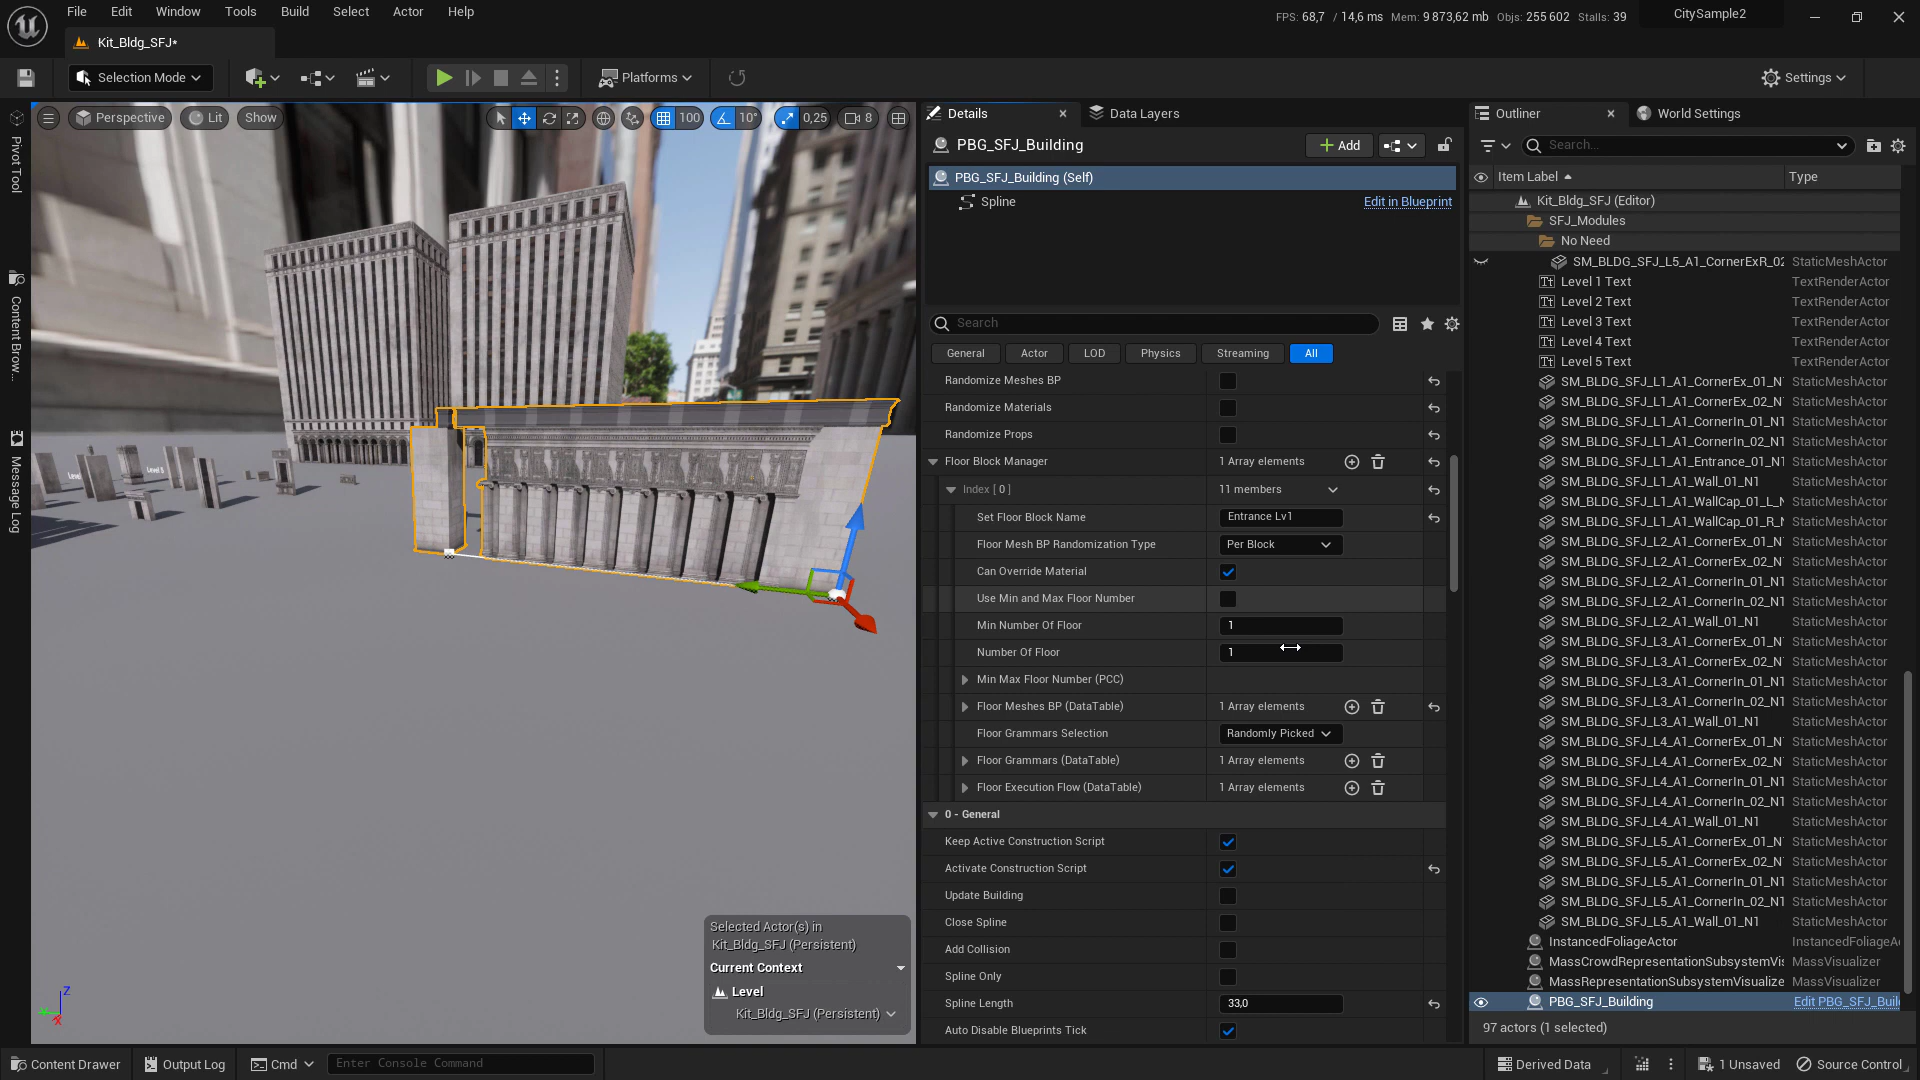 File Edit Window Tools Build Select Actor Help
FPS: 68,7 / 14,6 ms Mem: 9 873,62 mb Objs: 255 602 Stalls: 39
CitySample2
Kit_Bldg_SFJ*
Selection Mode
Platforms
Settings
Pivot Tool
Content Brow...
Message Log
Perspective Lit Show
100 10° 0,25 8
Level 3
Selected Actor(s) in
Kit_Bldg_SFJ (Persistent)
Current Context
Level
Kit_Bldg_SFJ (Persistent)
Z
Details
Data Layers
PBG_SFJ_Building
Add
PBG_SFJ_Building (Self)
Spline
Edit in Blueprint
Search
General Actor LOD Physics Streaming All
Randomize Meshes BP
Randomize Materials
Randomize Props
Floor Block Manager 1 Array elements
Index [ 0 ] 11 members
Set Floor Block Name Entrance Lv1
Floor Mesh BP Randomization Type Per Block
Can Override Material
Use Min and Max Floor Number
Min Number Of Floor 1
Number Of Floor 1
Min Max Floor Number (PCC)
Floor Meshes BP (DataTable) 1 Array elements
Floor Grammars Selection Randomly Picked
Floor Grammars (DataTable) 1 Array elements
Floor Execution Flow (DataTable) 1 Array elements
0 - General
Keep Active Construction Script
Activate Construction Script
Update Building
Close Spline
Add Collision
Spline Only
Spline Length 33,0
Auto Disable Blueprints Tick
Outliner
World Settings
Search...
Item Label Type
Kit_Bldg_SFJ (Editor)
SFJ_Modules
No Need
SM_BLDG_SFJ_L5_A1_CornerExR_02 StaticMeshActor
Level 1 Text TextRenderActor
Level 2 Text TextRenderActor
Level 3 Text TextRenderActor
Level 4 Text TextRenderActor
Level 5 Text TextRenderActor
SM_BLDG_SFJ_L1_A1_CornerEx_01_N StaticMeshActor
SM_BLDG_SFJ_L1_A1_CornerEx_02_N StaticMeshActor
SM_BLDG_SFJ_L1_A1_CornerIn_01_N1 StaticMeshActor
SM_BLDG_SFJ_L1_A1_CornerIn_02_N1 StaticMeshActor
SM_BLDG_SFJ_L1_A1_Entrance_01_N1 StaticMeshActor
SM_BLDG_SFJ_L1_A1_Wall_01_N1 StaticMeshActor
SM_BLDG_SFJ_L1_A1_WallCap_01_L_N StaticMeshActor
SM_BLDG_SFJ_L1_A1_WallCap_01_R_N StaticMeshActor
SM_BLDG_SFJ_L2_A1_CornerEx_01_N StaticMeshActor
SM_BLDG_SFJ_L2_A1_CornerEx_02_N StaticMeshActor
SM_BLDG_SFJ_L2_A1_CornerIn_01_N1 StaticMeshActor
SM_BLDG_SFJ_L2_A1_CornerIn_02_N1 StaticMeshActor
SM_BLDG_SFJ_L2_A1_Wall_01_N1 StaticMeshActor
SM_BLDG_SFJ_L3_A1_CornerEx_01_N StaticMeshActor
SM_BLDG_SFJ_L3_A1_CornerEx_02_N StaticMeshActor
SM_BLDG_SFJ_L3_A1_CornerIn_01_N1 StaticMeshActor
SM_BLDG_SFJ_L3_A1_CornerIn_02_N1 StaticMeshActor
SM_BLDG_SFJ_L3_A1_Wall_01_N1 StaticMeshActor
SM_BLDG_SFJ_L4_A1_CornerEx_01_N StaticMeshActor
SM_BLDG_SFJ_L4_A1_CornerEx_02_N StaticMeshActor
SM_BLDG_SFJ_L4_A1_CornerIn_01_N1 StaticMeshActor
SM_BLDG_SFJ_L4_A1_CornerIn_02_N1 StaticMeshActor
SM_BLDG_SFJ_L4_A1_Wall_01_N1 StaticMeshActor
SM_BLDG_SFJ_L5_A1_CornerEx_01_N StaticMeshActor
SM_BLDG_SFJ_L5_A1_CornerEx_02_N StaticMeshActor
SM_BLDG_SFJ_L5_A1_CornerIn_01_N1 StaticMeshActor
SM_BLDG_SFJ_L5_A1_CornerIn_02_N1 StaticMeshActor
SM_BLDG_SFJ_L5_A1_Wall_01_N1 StaticMeshActor
InstancedFoliageActor InstancedFoliageA
MassCrowdRepresentationSubsystemVis MassVisualizer
MassRepresentationSubsystemVisualize MassVisualizer
PBG_SFJ_Building Edit PBG_SFJ_Buil
97 actors (1 selected)
Content Drawer
Output Log
Cmd
Enter Console Command
Derived Data
1 Unsaved
Source Control